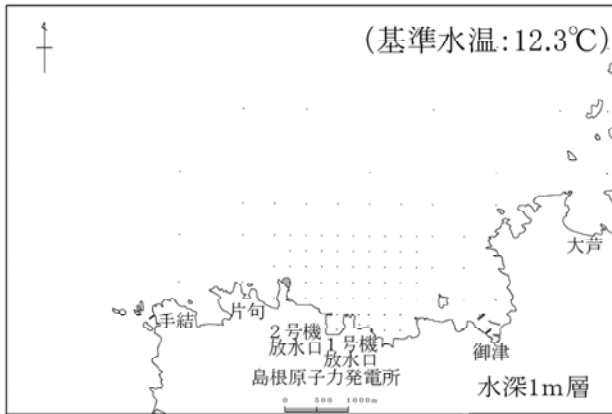 (基準水温:12.3℃)
大芦
手結
片句
2号機
放水口
1号機
放水口
御津
島根原子力発電所
水深1m層
0 500 1000m